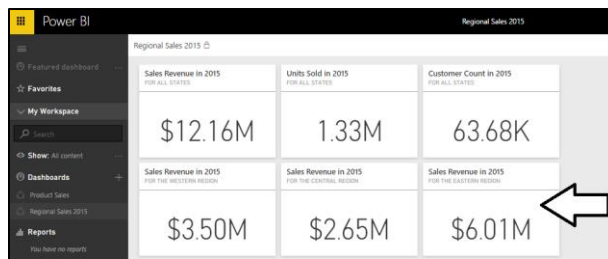 Power BI
Regional Sales 2015
Featured dashboard ...
Favorites
My Workspace
Search
Show: All content ...
Dashboards +
Product Sales
Regional Sales 2015
Reports
You have no reports
Regional Sales 2015
Sales Revenue in 2015
FOR ALL STATES
$12.16M
Units Sold in 2015
FOR ALL STATES
1.33M
Customer Count in 2015
FOR ALL STATES
63.68K
Sales Revenue in 2015
FOR THE WESTERN REGION
$3.50M
Sales Revenue in 2015
FOR THE CENTRAL REGION
$2.65M
Sales Revenue in 2015
FOR THE EASTERN REGION
$6.01M